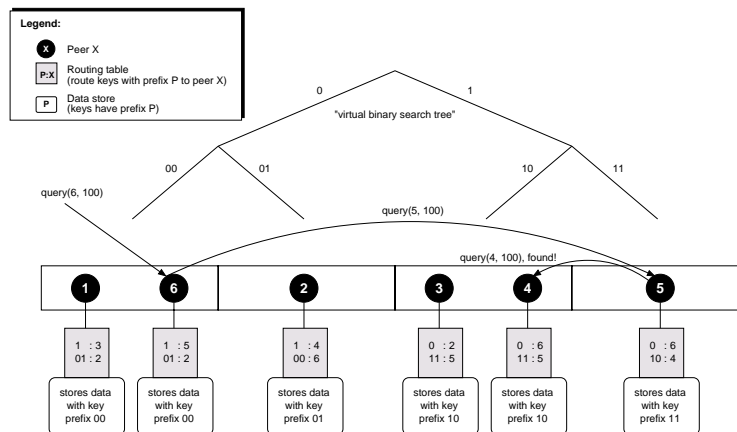 Legend:
X Peer X
P:X Routing table
(route keys with prefix P to peer X)
P Data store
(keys have prefix P)
0 1
"virtual binary search tree"
00 01 10 11
query(6, 100)
query(5, 100)
query(4, 100), found!
1 6 2 3 4 5
1 : 3
01 : 2
1 : 5
01 : 2
1 : 4
00 : 6
0 : 2
11 : 5
0 : 6
11 : 5
0 : 6
10 : 4
stores data
with key
prefix 00
stores data
with key
prefix 00
stores data
with key
prefix 01
stores data
with key
prefix 10
stores data
with key
prefix 10
stores data
with key
prefix 11